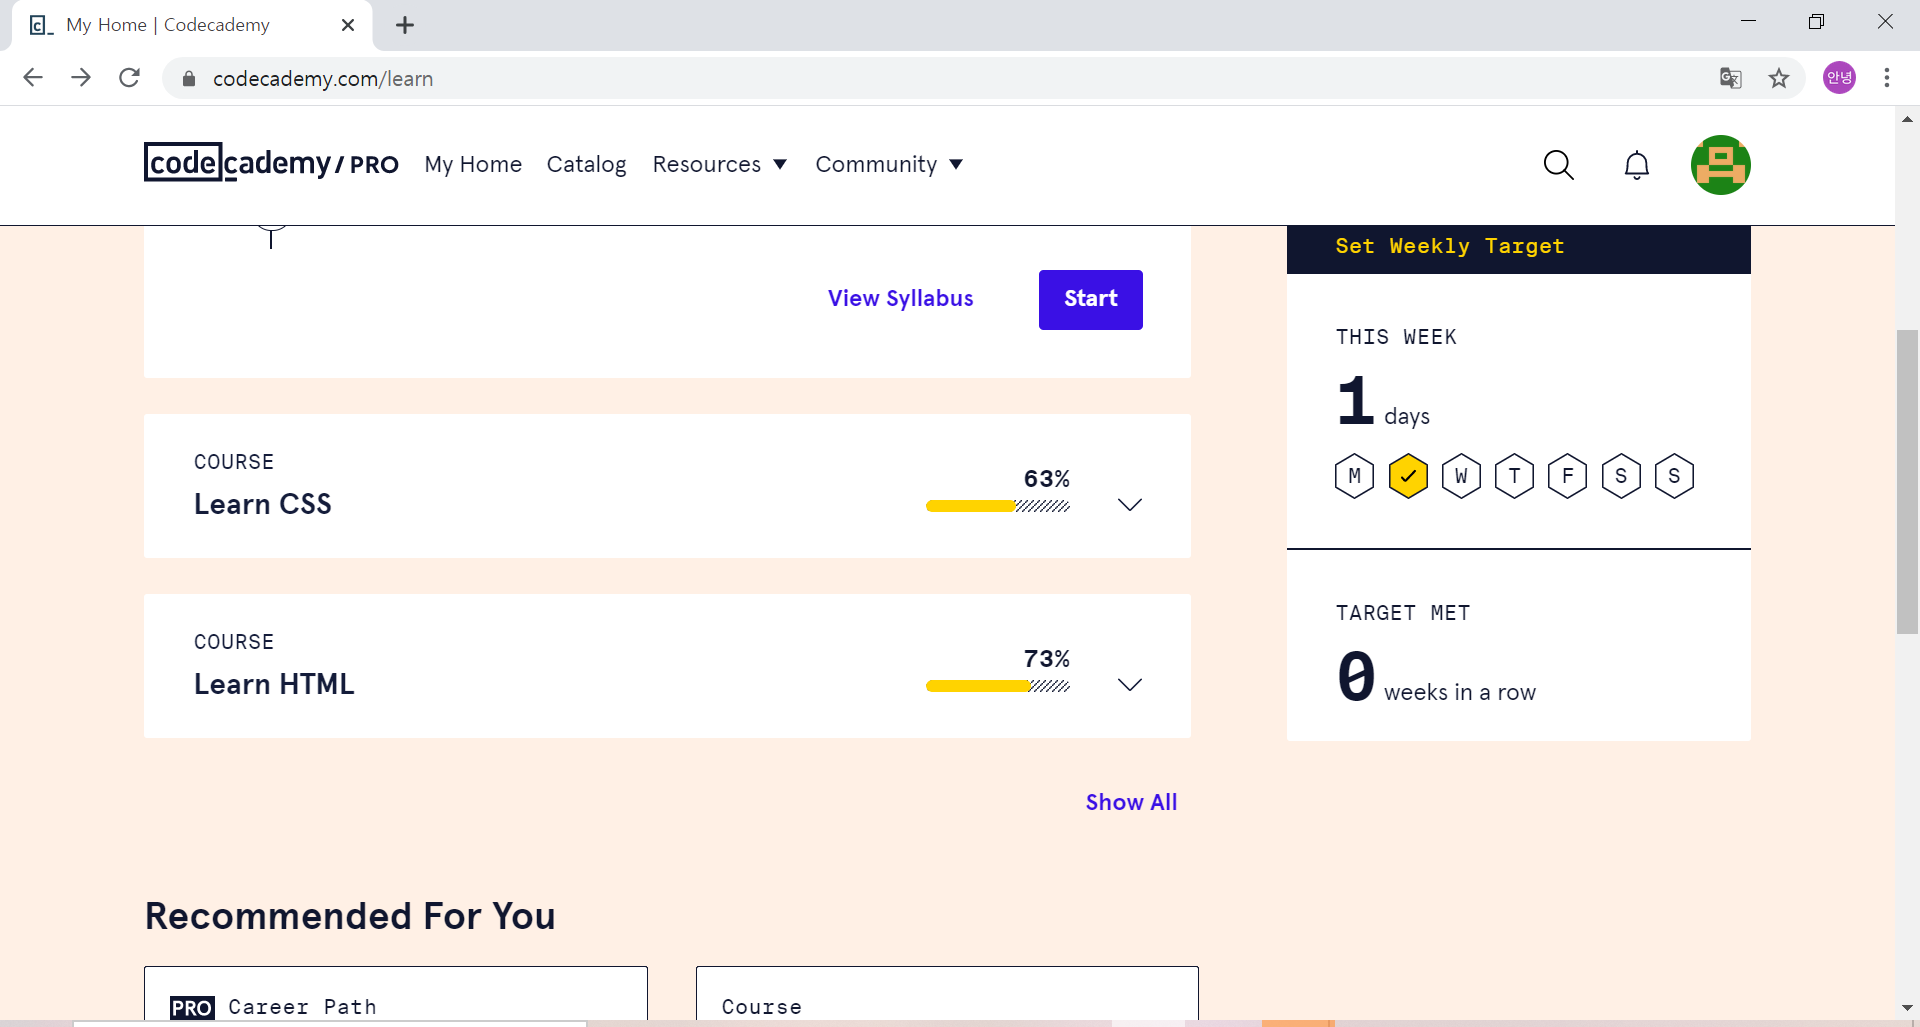 My Home | Codecademy
codecademy.com/learn
안녕
codecademy / PRO My Home Catalog Resources Community
Set Weekly Target
View Syllabus Start
THIS WEEK
1 days
M W T F S S
COURSE
Learn CSS
63%
COURSE
Learn HTML
73%
TARGET MET
0 weeks in a row
Show All
Recommended For You
PRO Career Path
Course